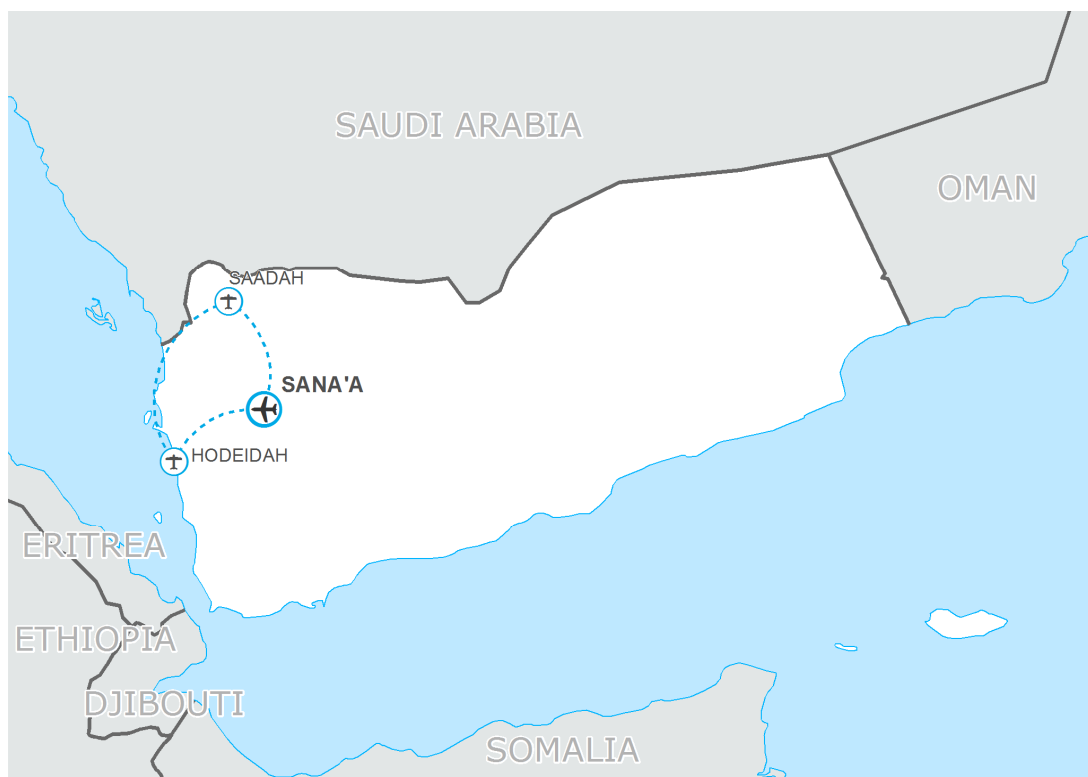 SAUDI ARABIA
OMAN
SAADAH
SANA'A
HODEIDAH
ERITREA
ETHIOPIA
DJIBOUTI
SOMALIA